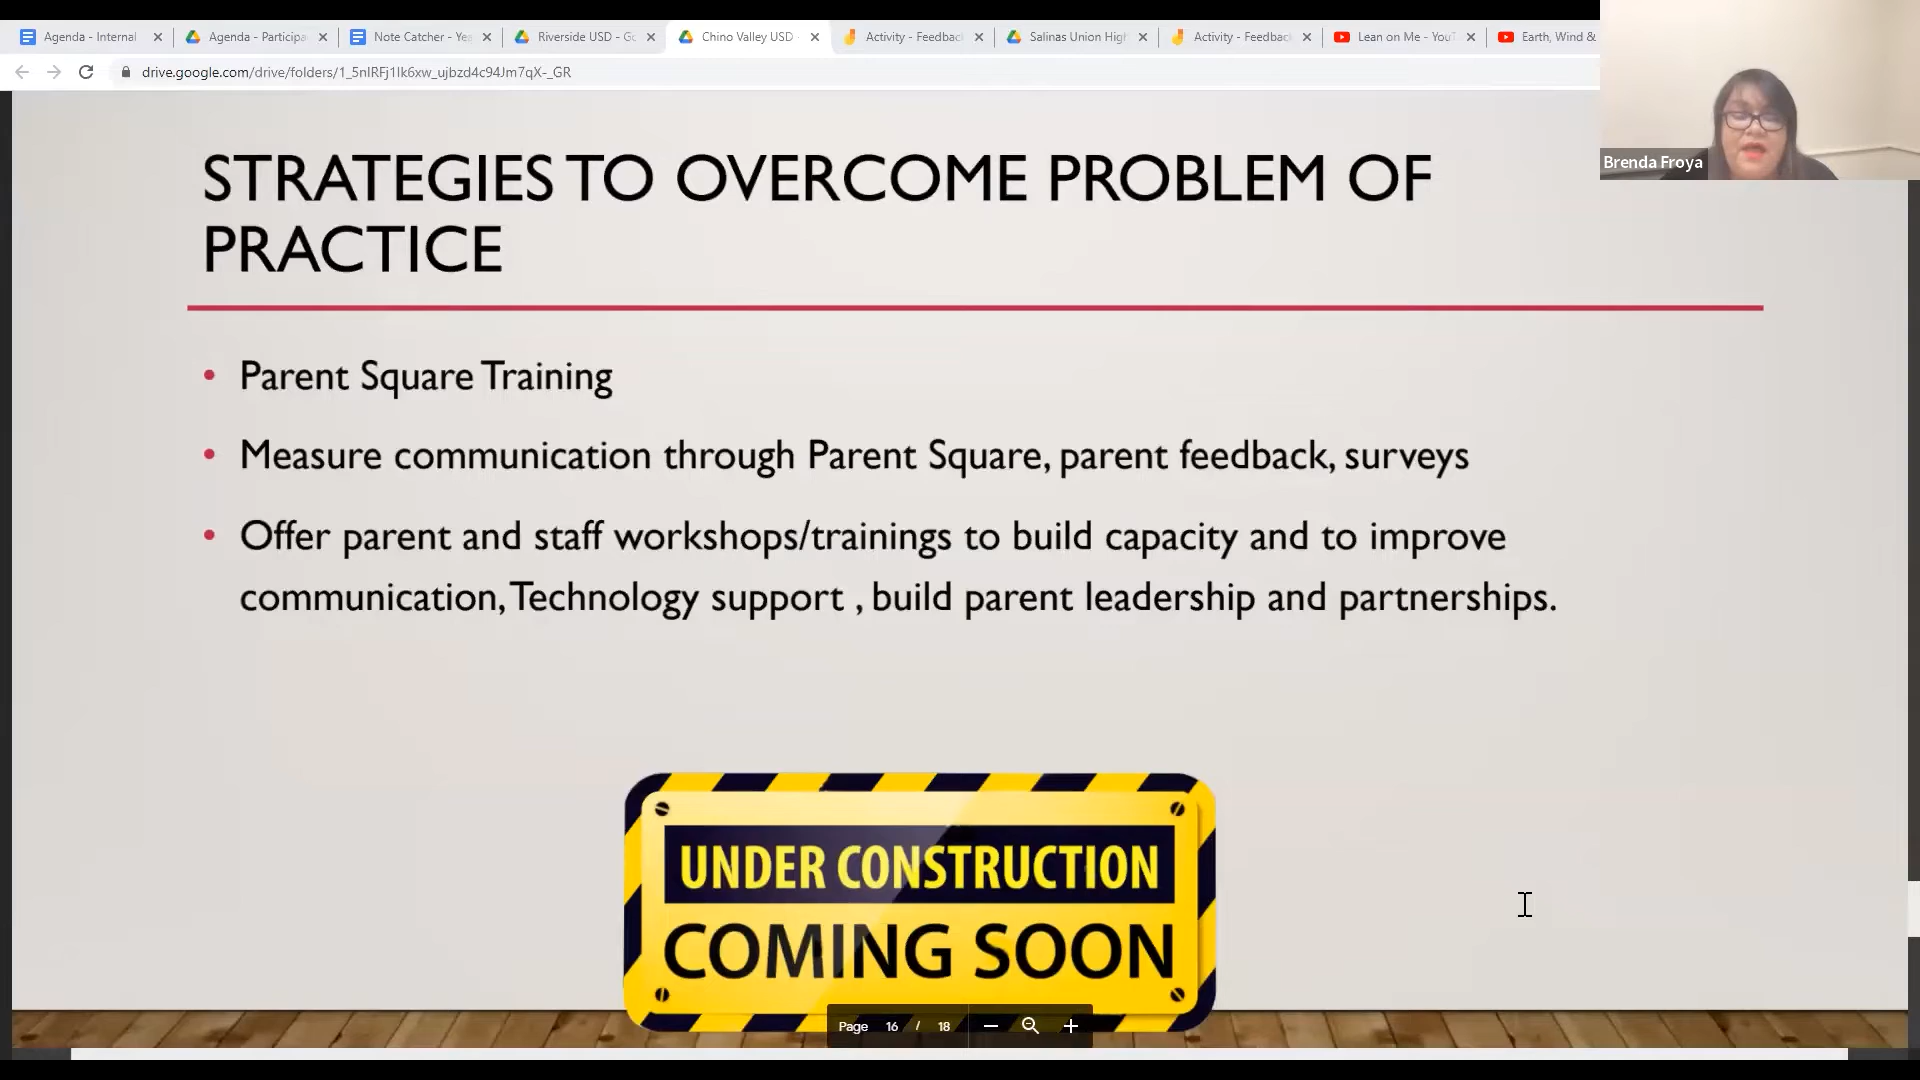 Agenda - Internal
Agenda - Participa
Note Catcher - Yea
Riverside USD - Go
Chino Valley USD -
Activity - Feedback
Salinas Union High
Activity - Feedback
Lean on Me - YouT
Earth, Wind &
drive.google.com/drive/folders/
Brenda Froya
STRATEGIES TO OVERCOME PROBLEM OF
PRACTICE
• Parent Square Training
• Measure communication through Parent Square, parent feedback, surveys
• Offer parent and staff workshops/trainings to build capacity and to improve
communication, Technology support , build parent leadership and partnerships.
UNDER CONSTRUCTION
COMING SOON
Page 16 / 18